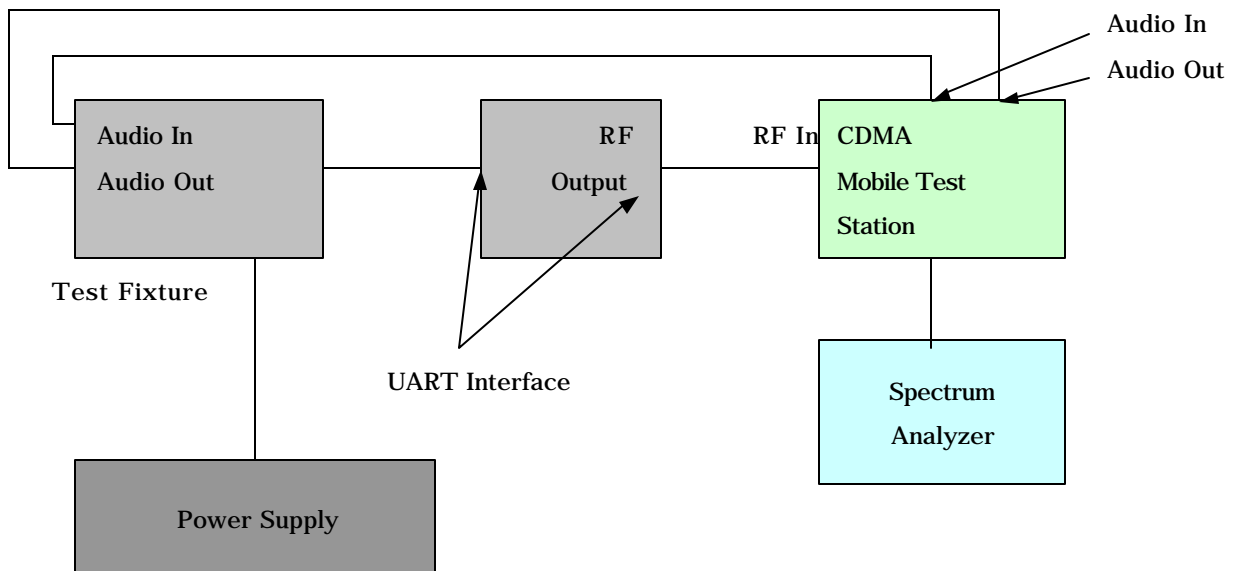 Audio In
Audio Out
Audio In
Audio Out
RF
Output
RF In
CDMA
Mobile Test
Station
Test Fixture
UART Interface
Spectrum
Analyzer
Power Supply